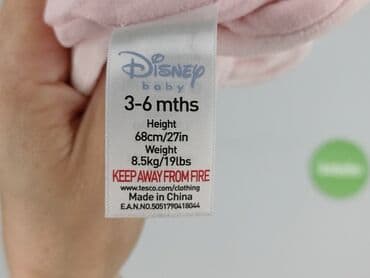 Disney
baby
3-6 mths
Height
68cm/27in
Weight
8.5kg/19lbs
KEEP AWAY FROM FIRE
www.tesco.com/clothing
Made in China
E.A.N.NO.5051790418044